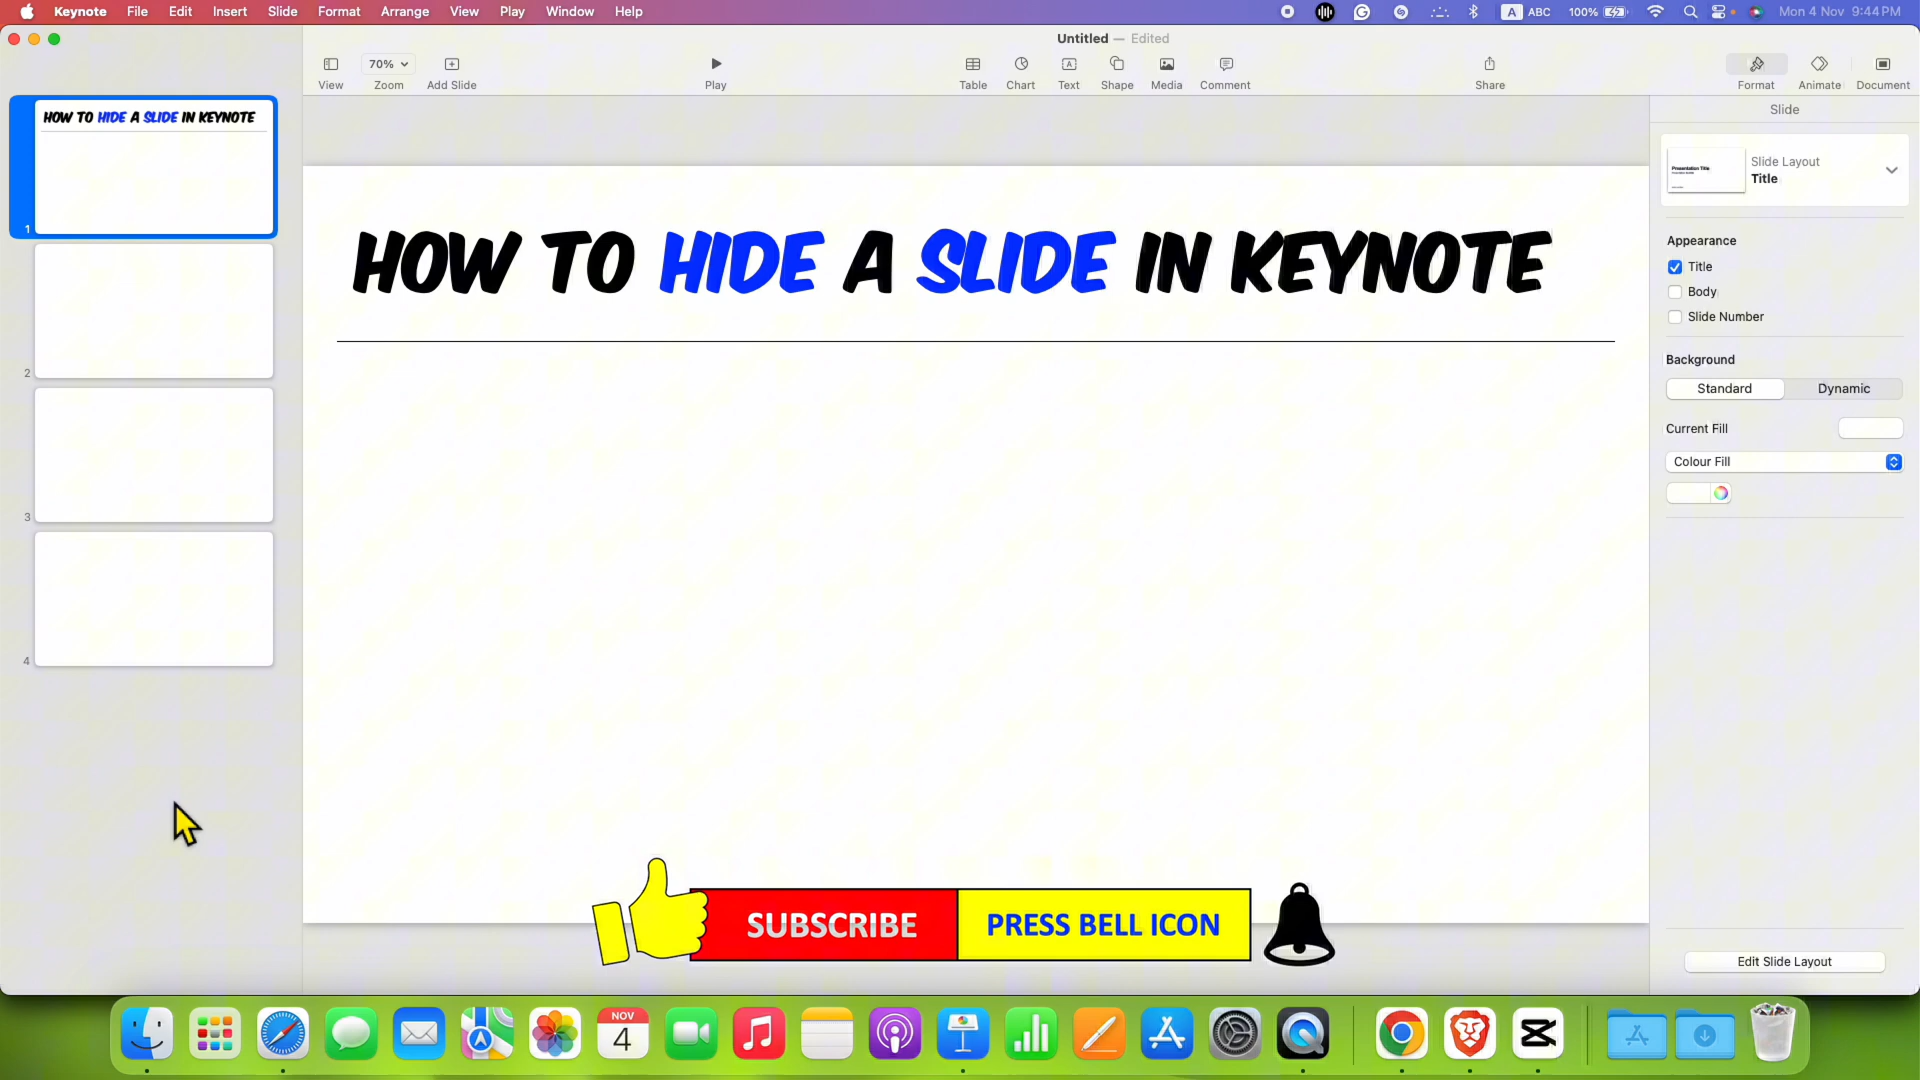 Keynote File Edit Insert Slide Format Arrange View Play Window Help
A ABC 100% Mon 4 Nov 9:44 PM
Untitled — Edited
70%
View Zoom Add Slide Play Table Chart Text Shape Media Comment Share Format Animate Document
HOW TO HIDE A SLIDE IN KEYNOTE
1
2
3
4
HOW TO HIDE A SLIDE IN KEYNOTE
SUBSCRIBE PRESS BELL ICON
Slide
Presentation Title
Slide Layout
Title
Appearance
Title
Body
Slide Number
Background
Standard Dynamic
Current Fill
Colour Fill
Edit Slide Layout
NOV
4